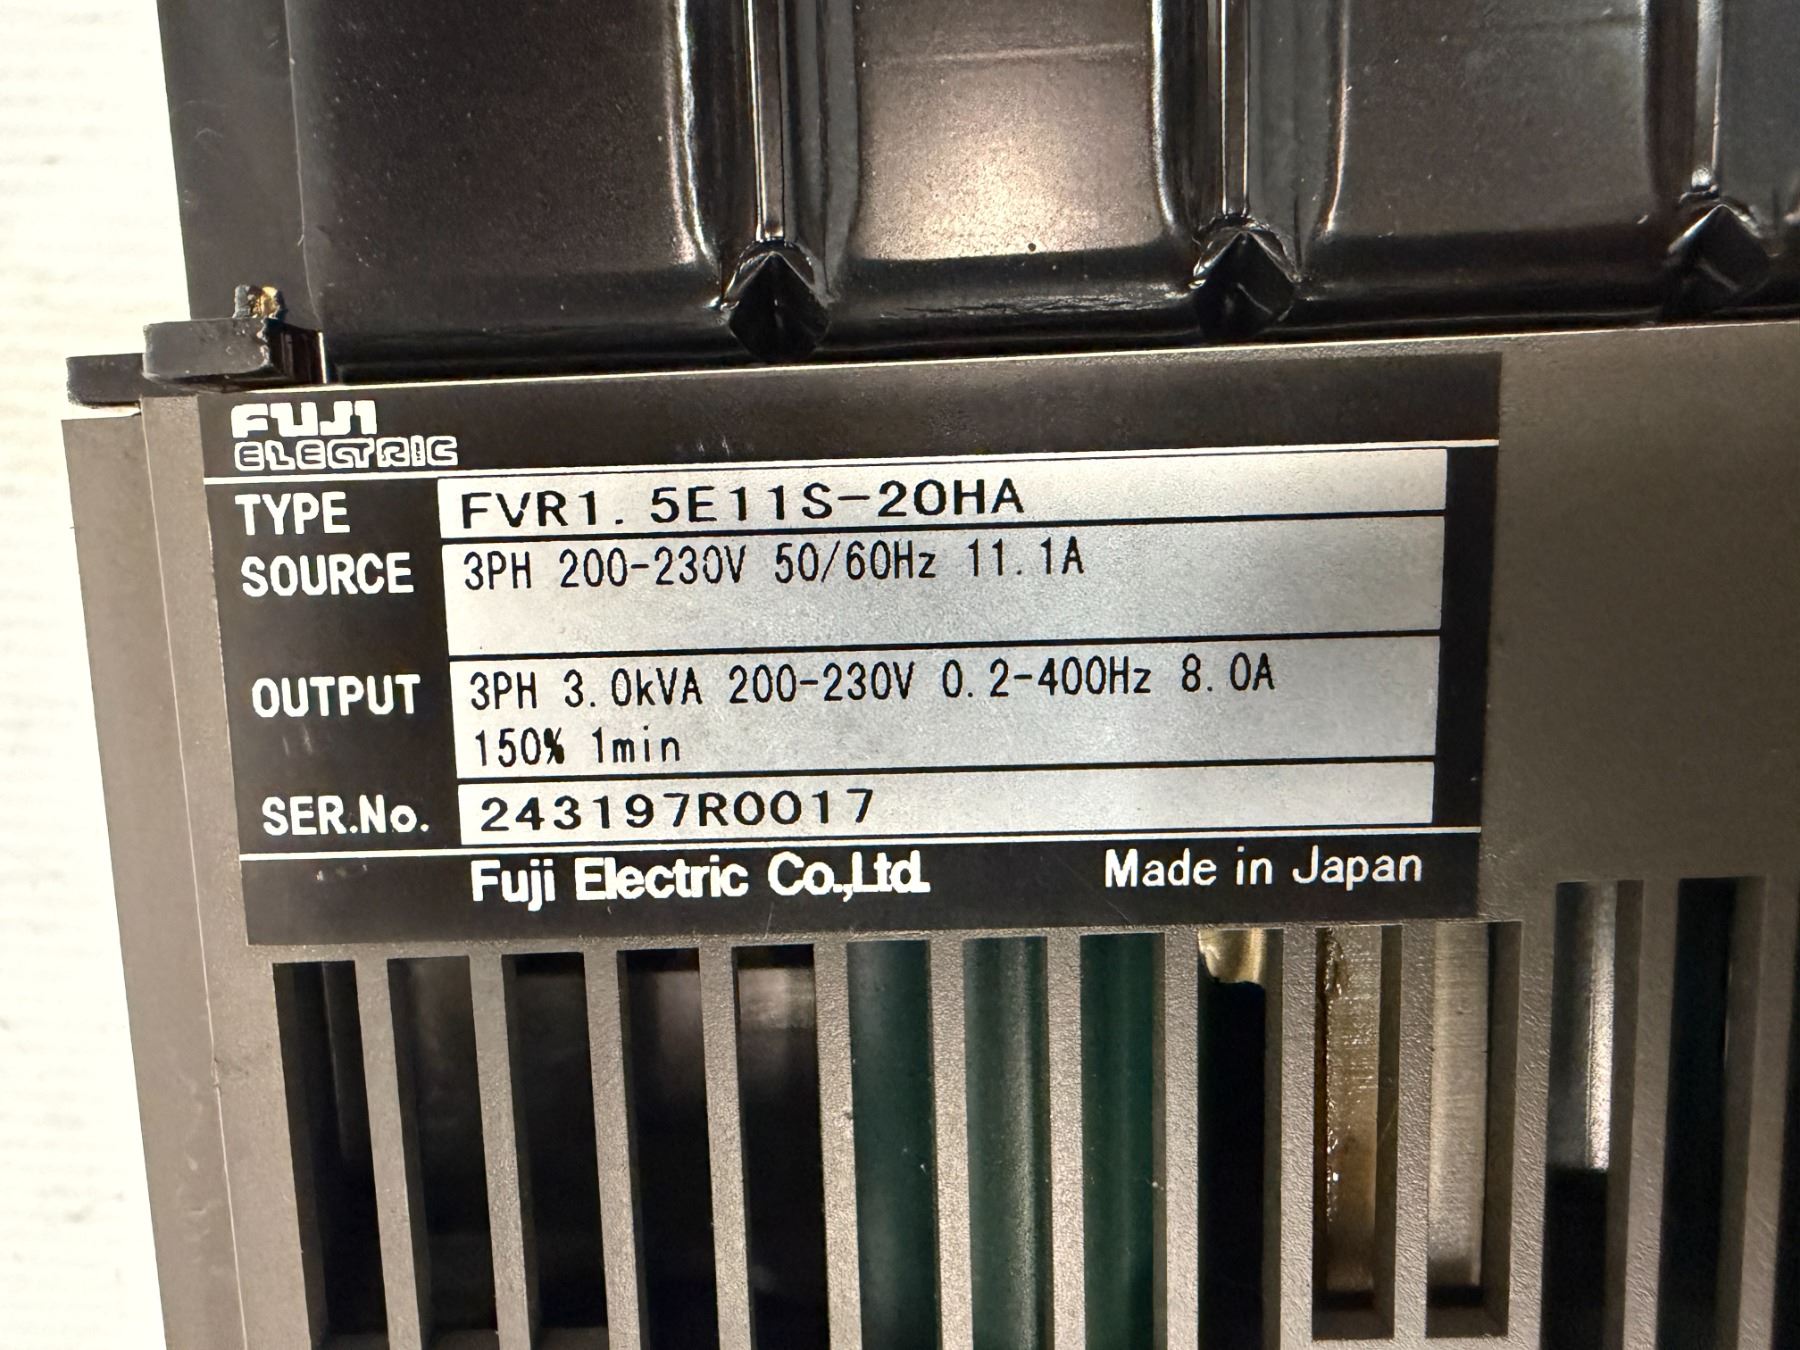 FUJI
ELECTRIC
TYPE FVR1.5E11S-20HA
SOURCE 3PH 200-230V 50/60Hz 11.1A
OUTPUT 3PH 3.0kVA 200-230V 0.2-400Hz 8.0A
150% 1min
SER.No. 243197R0017
Fuji Electric Co.,Ltd. Made in Japan